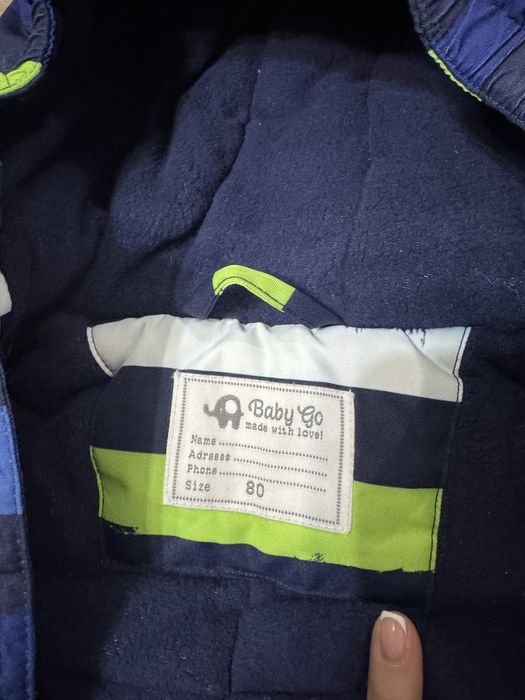 Baby Go
made with love!
Name
Adresss
Phone
Size 80